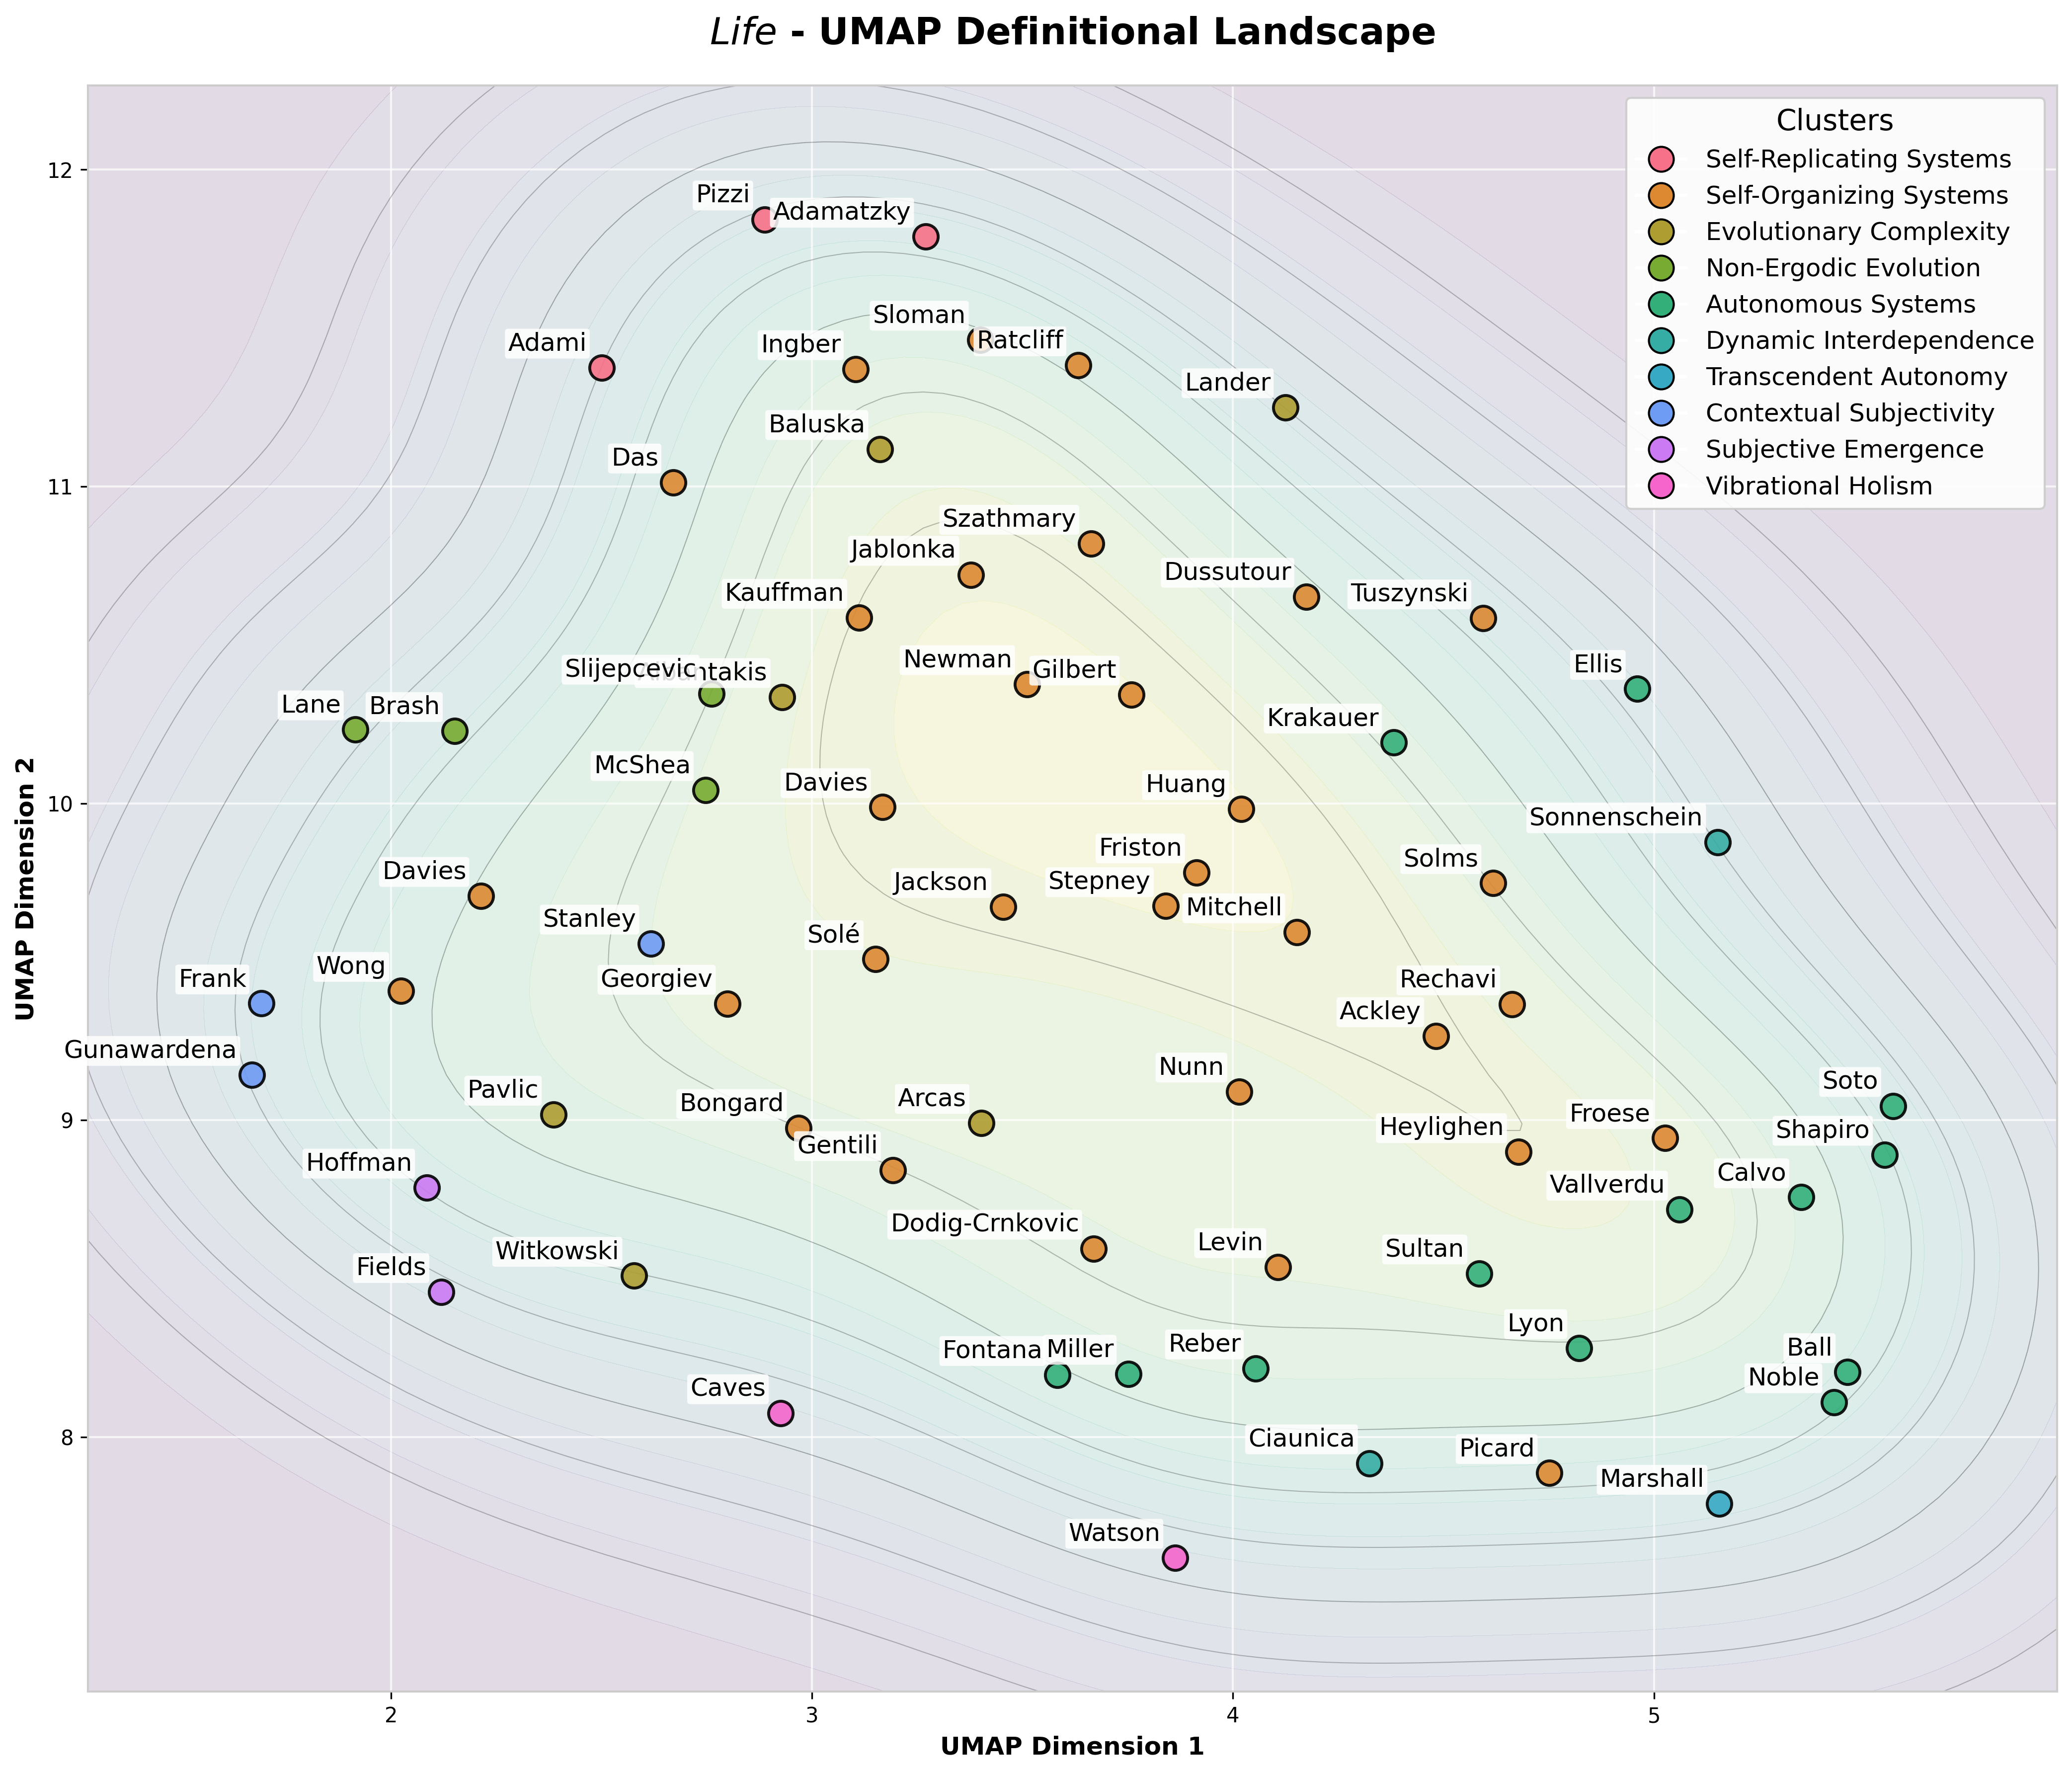 Life - UMAP Definitional Landscape
Clusters
Self-Replicating Systems
Self-Organizing Systems
Evolutionary Complexity
Non-Ergodic Evolution
Autonomous Systems
Dynamic Interdependence
Transcendent Autonomy
Contextual Subjectivity
Subjective Emergence
Vibrational Holism
12
11
10
9
8
UMAP Dimension 2
Pizzi
Adamatzky
Sloman
Ratcliff
Adami
Ingber
Lander
Baluska
Das
Szathmary
Jablonka
Dussutour
Tuszynski
Kauffman
Newman
Gilbert
Ellis
Slijepcevic
Lane
Brash
Krakauer
McShea
Davies
Huang
Sonnenschein
Friston
Solms
Davies
Jackson
Stepney
Mitchell
Stanley
Solé
Wong
Frank
Georgiev
Rechavi
Ackley
Gunawardena
Nunn
Soto
Pavlic
Bongard
Arcas
Heylighen
Froese
Shapiro
Gentili
Hoffman
Vallverdu
Calvo
Dodig-Crnkovic
Levin
Sultan
Witkowski
Fields
Lyon
Fontana
Miller
Reber
Ball
Noble
Caves
Ciaunica
Picard
Marshall
Watson
2
3
4
5
UMAP Dimension 1